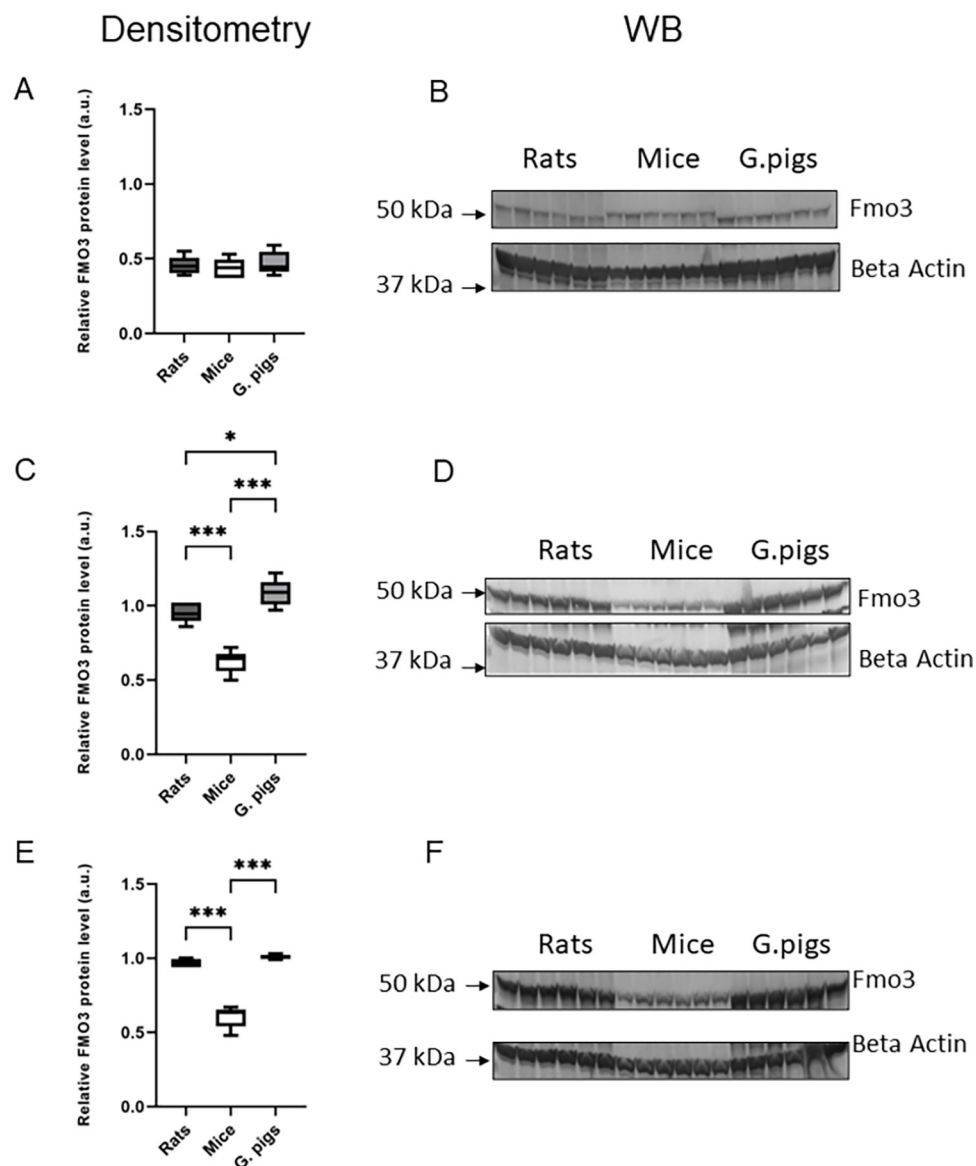 Densitometry
WB
A
Relative FMO3 protein level (a.u.)
1.5
1.0
0.5
0.0
Rats
Mice
G. pigs
B
Rats Mice G.pigs
50 kDa
Fmo3
37 kDa
Beta Actin
C
*
***
***
Relative FMO3 protein level (a.u.)
1.5
1.0
0.5
0.0
Rats
Mice
G. pigs
D
Rats Mice G.pigs
50 kDa
Fmo3
37 kDa
Beta Actin
E
***
***
Relative FMO3 protein level (a.u.)
1.5
1.0
0.5
0.0
Rats
Mice
G. pigs
F
Rats Mice G.pigs
50 kDa
Fmo3
37 kDa
Beta Actin